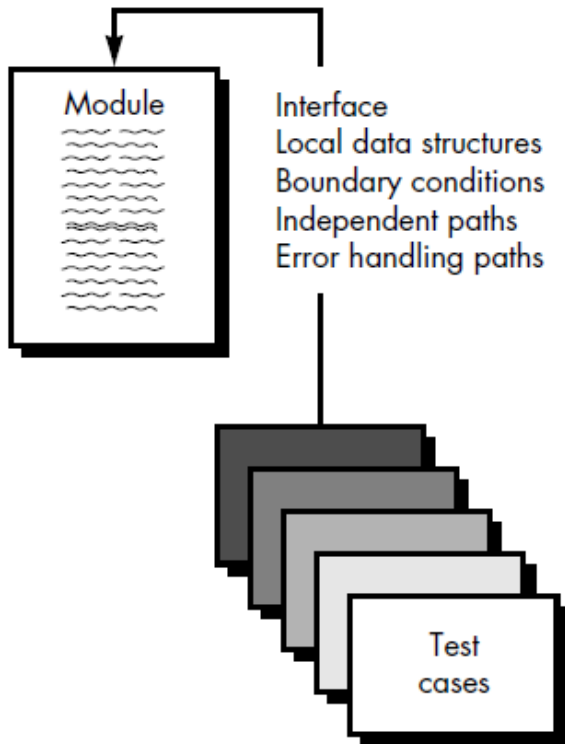 Module
Interface
Local data structures
Boundary conditions
Independent paths
Error handling paths
Test
cases